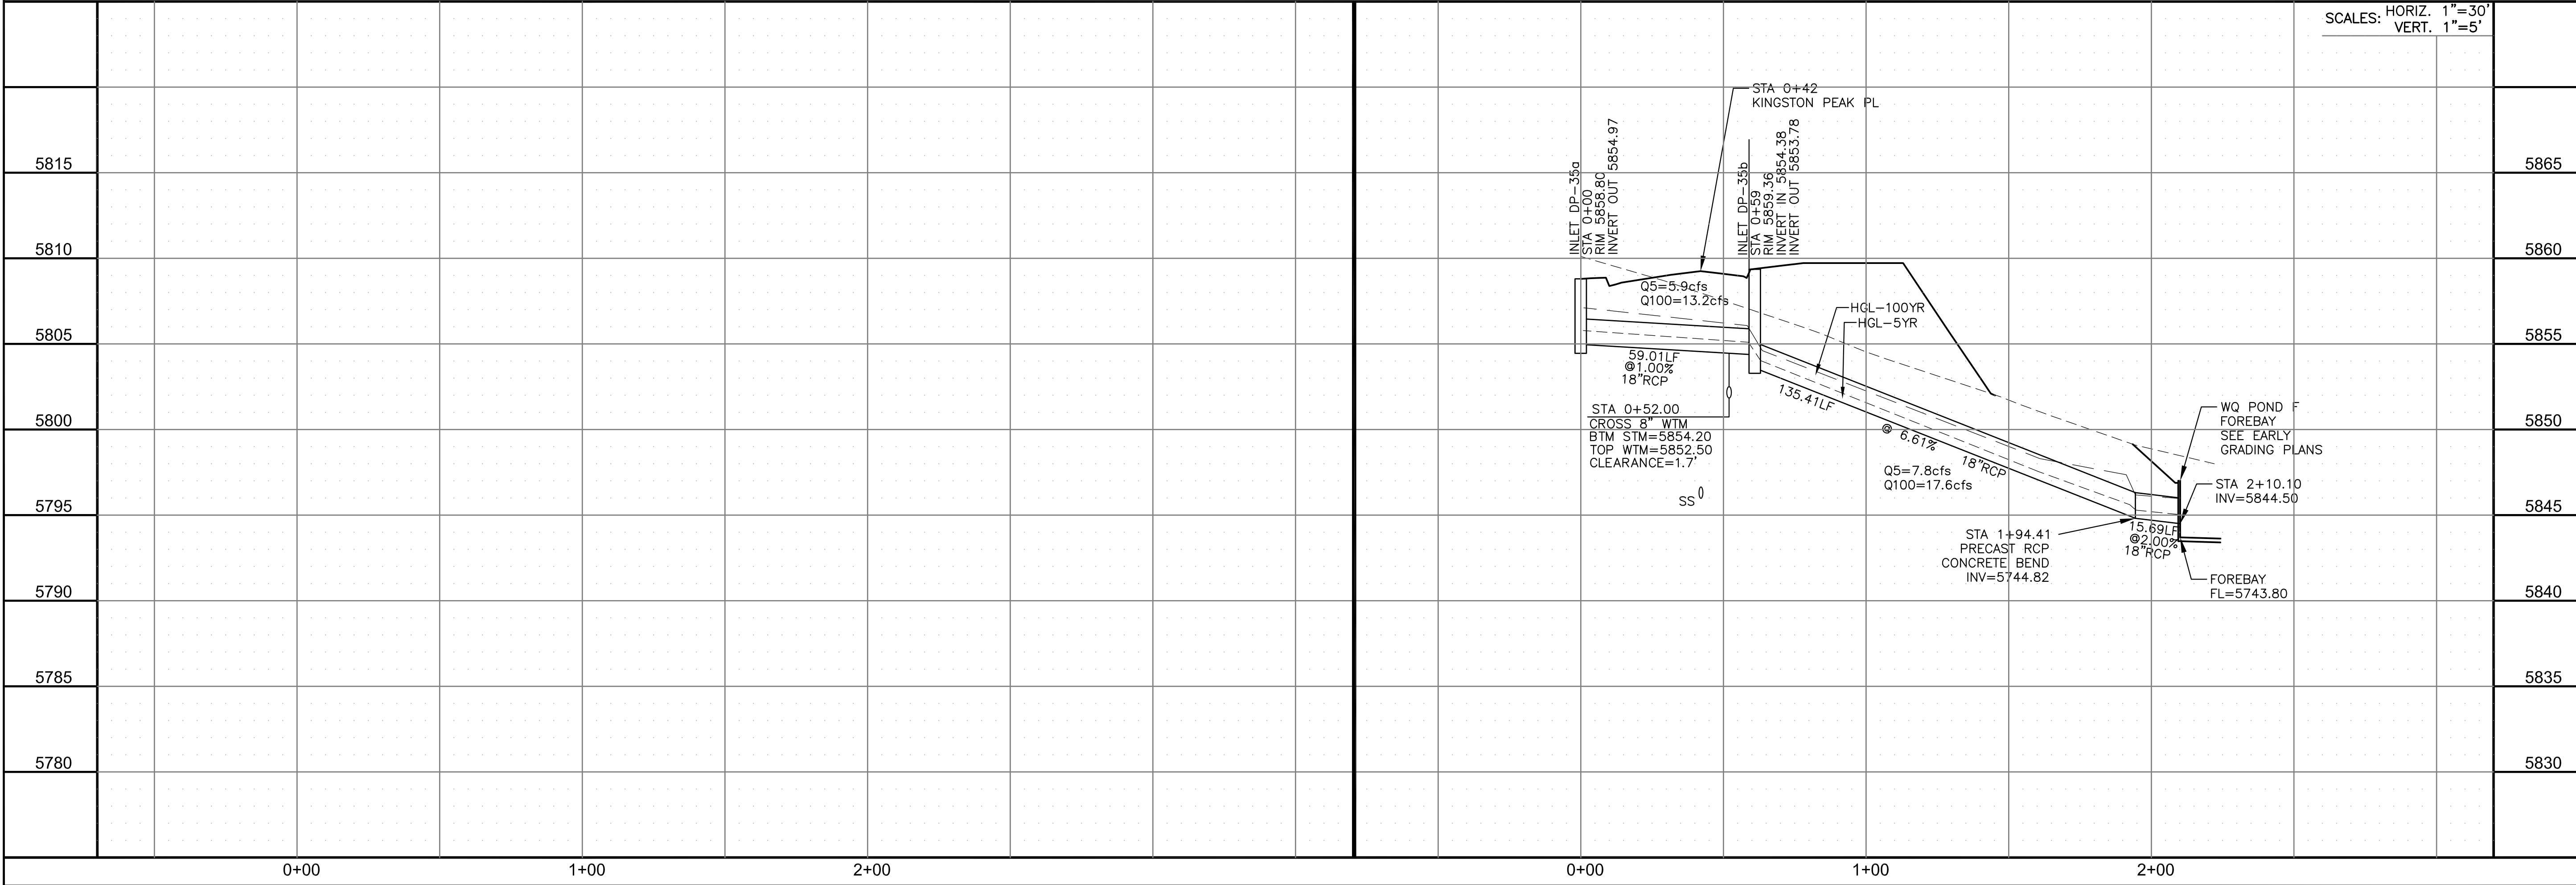 SCALES: HORIZ. 1"=30'
VERT. 1"=5'
5815
5810
5805
5800
5795
5790
5785
5780
0+00
1+00
2+00
STA 0+42
KINGSTON PEAK PL
INLET DP-35a
STA 0+00
RIM 5858.80
INVERT OUT 5854.97
INLET DP-35b
STA 0+59
RIM 5859.36
INVERT IN 5854.38
INVERT OUT 5853.78
Q5=5.9cfs
Q100=13.2cfs
HGL-100YR
HGL-5YR
59.01LF
@1.00%
18"RCP
135.41LF
@ 6.61%
18"RCP
STA 0+52.00
CROSS 8" WTM
BTM STM=5854.20
TOP WTM=5852.50
CLEARANCE=1.7'
SS
Q5=7.8cfs
Q100=17.6cfs
WQ POND F
FOREBAY
SEE EARLY
GRADING PLANS
STA 2+10.10
INV=5844.50
STA 1+94.41
PRECAST RCP
CONCRETE BEND
INV=5744.82
15.69LF
@2.00%
18"RCP
FOREBAY
FL=5743.80
5865
5860
5855
5850
5845
5840
5835
5830
0+00
1+00
2+00